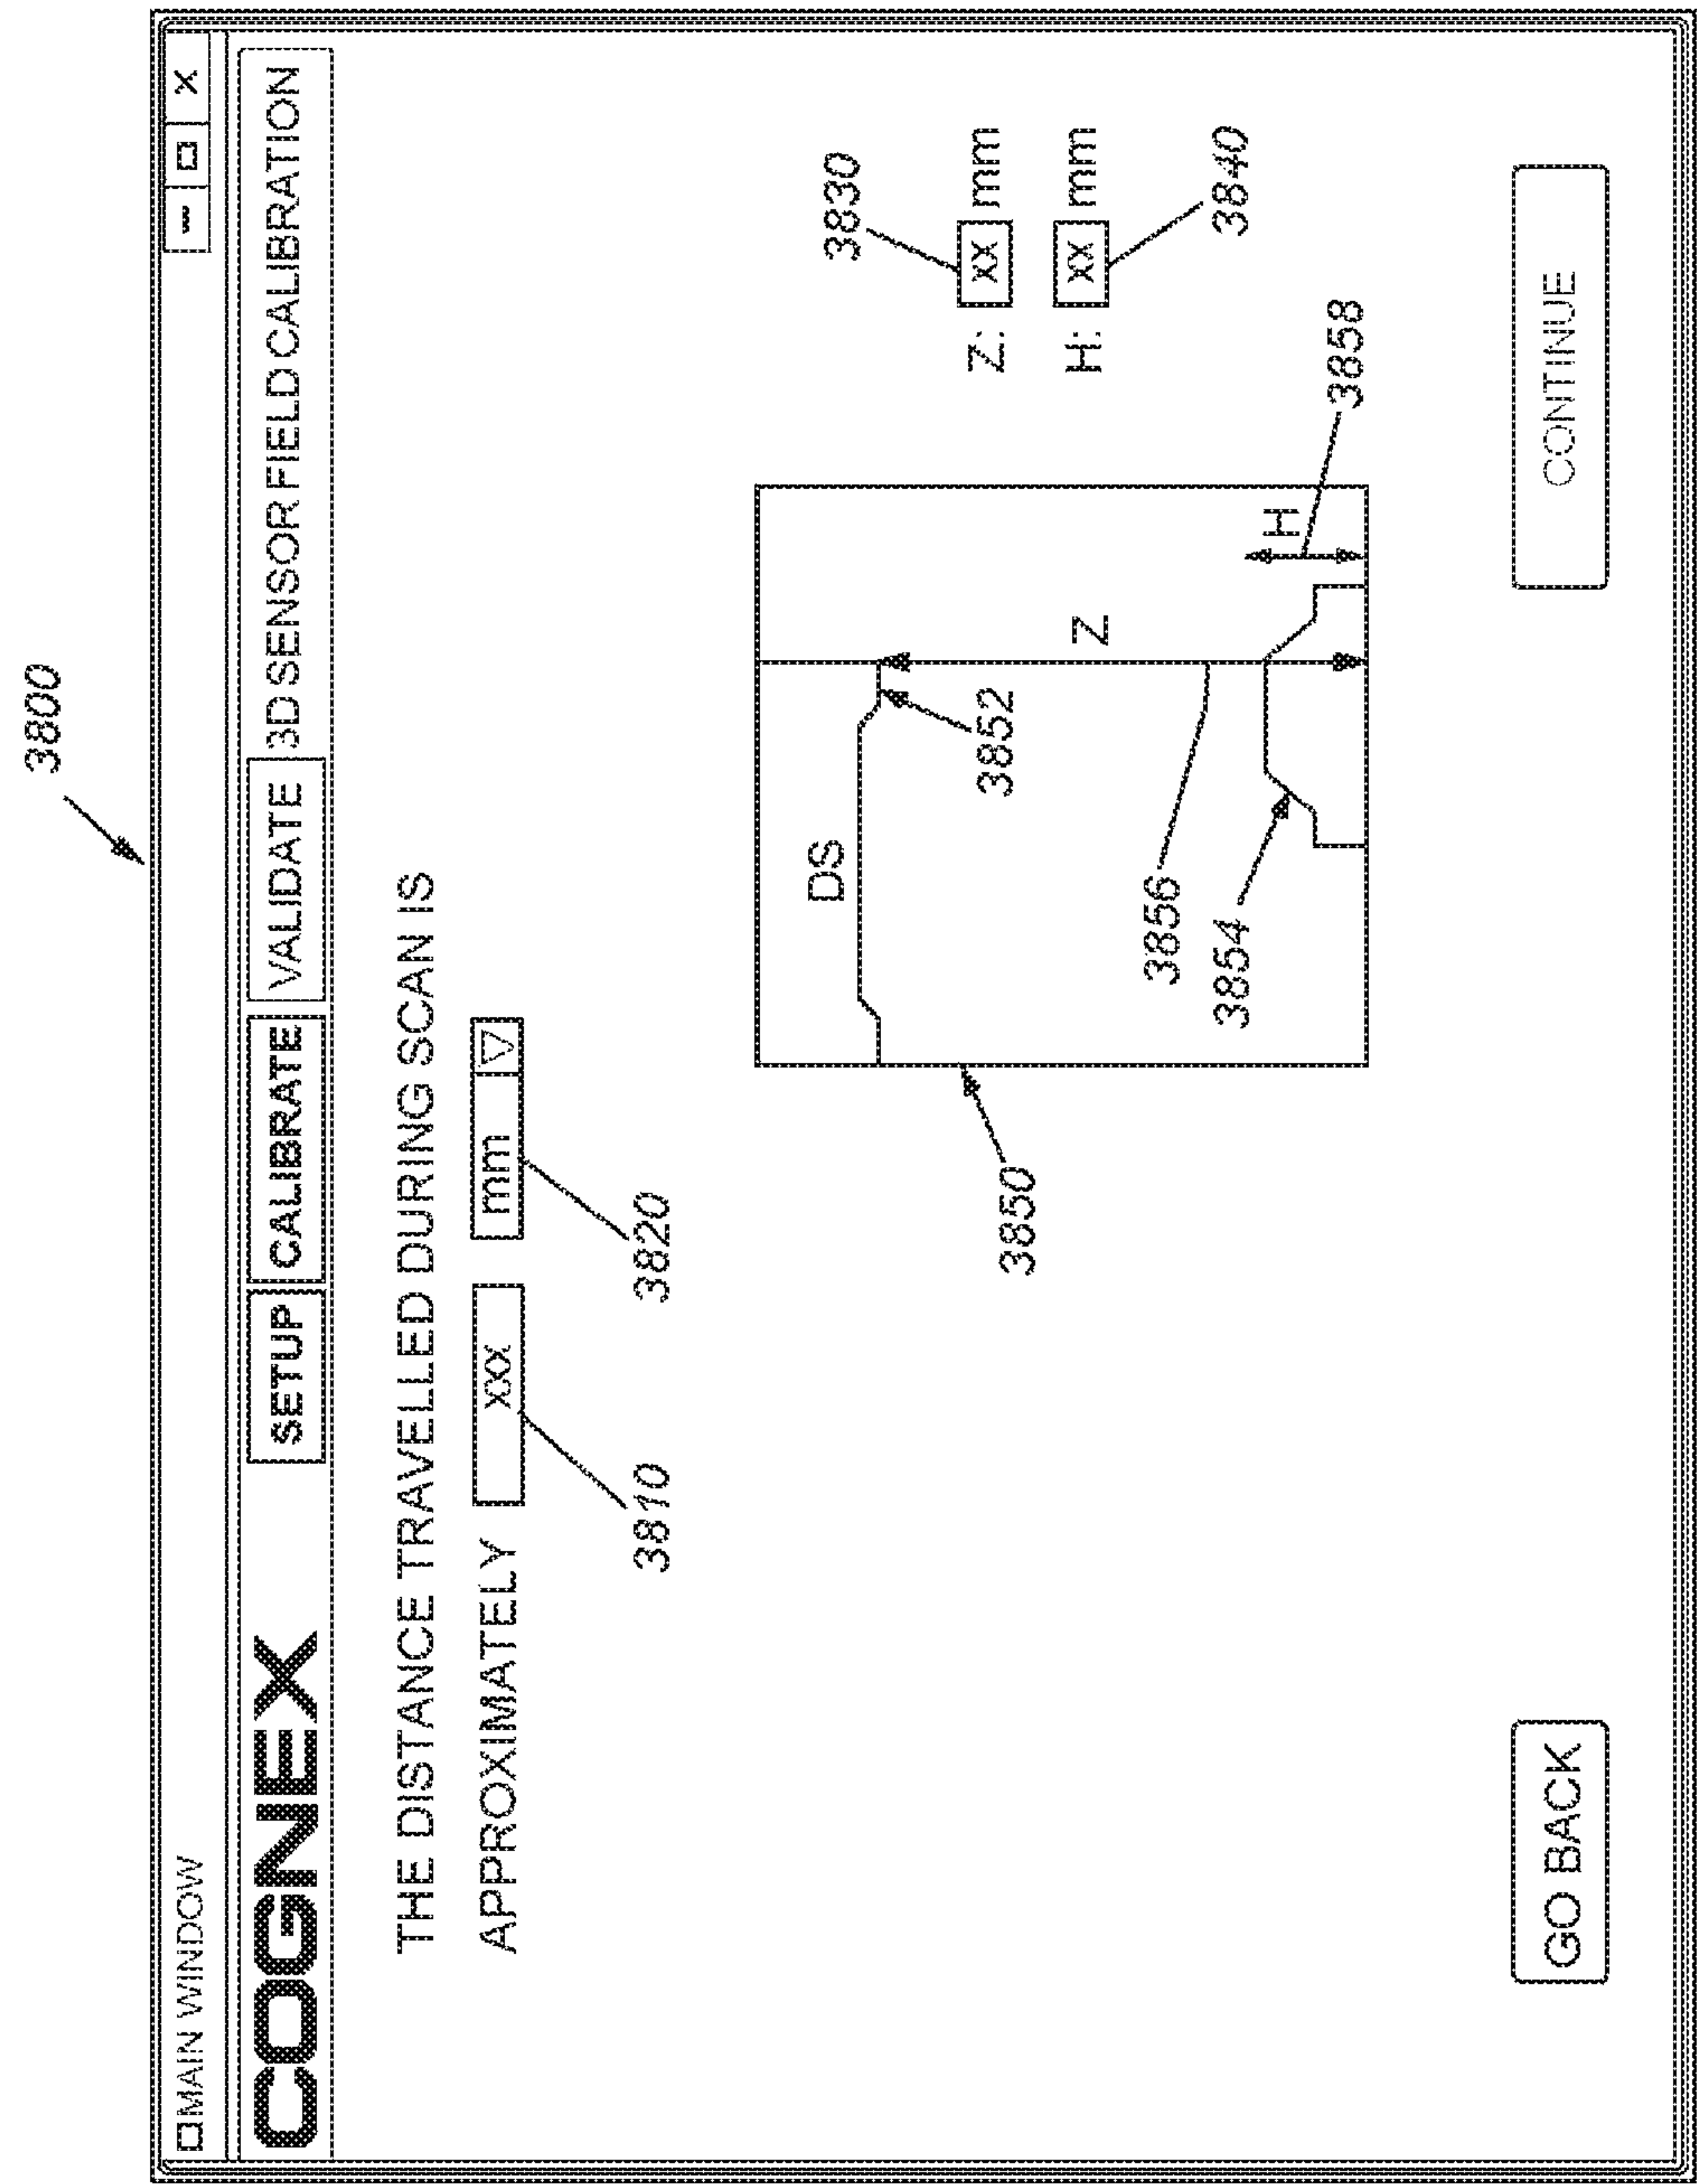 3800
MAIN WINDOW
COGNEX SETUP CALIBRATE VALIDATE 3D SENSOR FIELD CALIBRATION
THE DISTANCE TRAVELLED DURING SCAN IS
APPROXIMATELY xxx mm
3810 3820
3830
Z: xx mm
H: xx mm
3840
DS
3852
3850
Z
3856
3854
H
3858
GO BACK CONTINUE